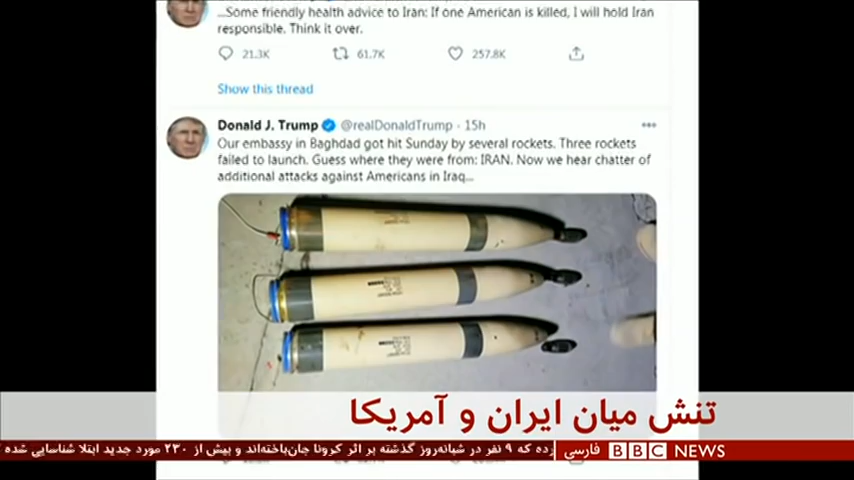 ...Some friendly health advice to Iran: If one American is killed, I will hold Iran
responsible. Think it over.
21.3K 61.7K 257.8K
Show this thread
Donald J. Trump @realDonaldTrump · 15h
Our embassy in Baghdad got hit Sunday by several rockets. Three rockets
failed to launch. Guess where they were from: IRAN. Now we hear chatter of
additional attacks against Americans in Iraq...
تنش میان ایران و آمریکا
BBC NEWS فارسی
رده که ۹ نفر در شبانه‌روز گذشته بر اثر کرونا جان‌باخته‌اند و بیش از ۲۳۰ مورد جدید ابتلا شناسایی شده